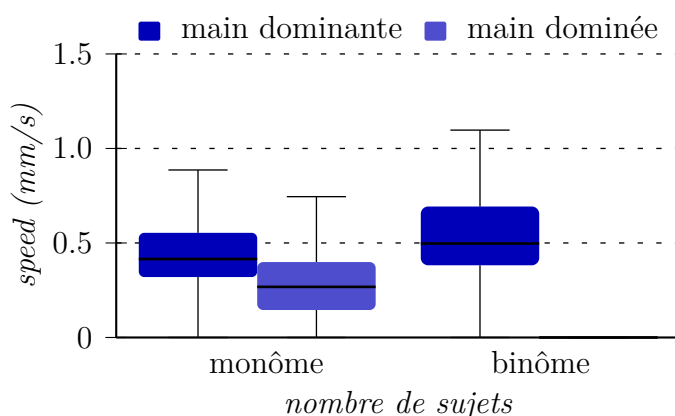 main dominante main dominée
1.5
1.0
0.5
0
speed (mm/s)
monôme binôme
nombre de sujets